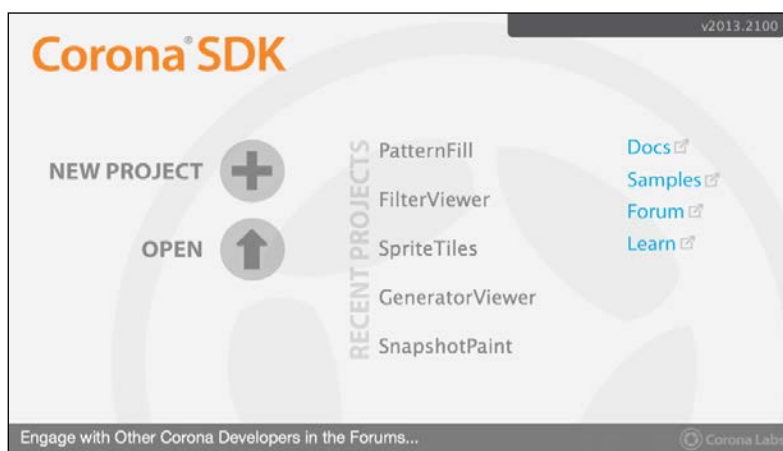 v2013.2100
Corona® SDK
NEW PROJECT
OPEN
RECENT PROJECTS
PatternFill
FilterViewer
SpriteTiles
GeneratorViewer
SnapshotPaint
Docs
Samples
Forum
Learn
Engage with Other Corona Developers in the Forums...
Corona Labs